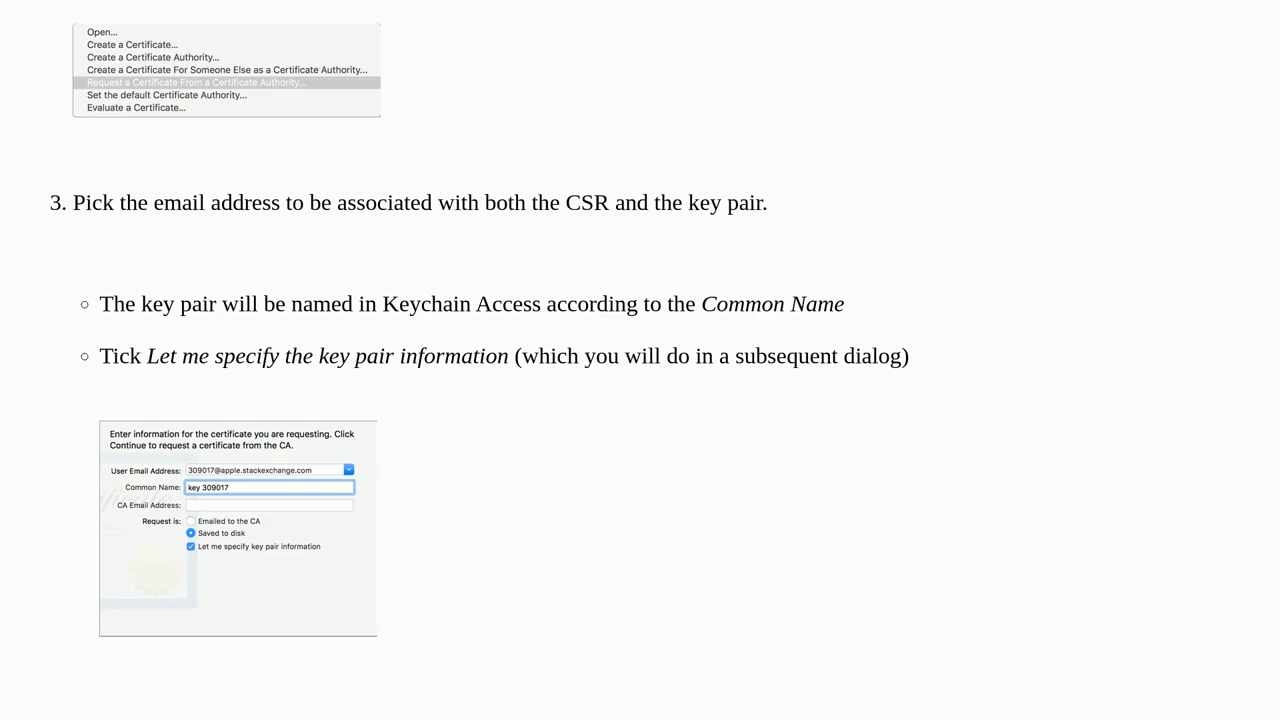 Open...
Create a Certificate...
Create a Certificate Authority...
Create a Certificate For Someone Else as a Certificate Authority...
Request a Certificate From a Certificate Authority...
Set the default Certificate Authority...
Evaluate a Certificate...
3. Pick the email address to be associated with both the CSR and the key pair.
The key pair will be named in Keychain Access according to the Common Name
Tick Let me specify the key pair information (which you will do in a subsequent dialog)
Enter information for the certificate you are requesting. Click
Continue to request a certificate from the CA.
User Email Address: 309017@apple.stackexchange.com
Common Name: key 309017
CA Email Address:
Request is: Emailed to the CA
Saved to disk
Let me specify key pair information